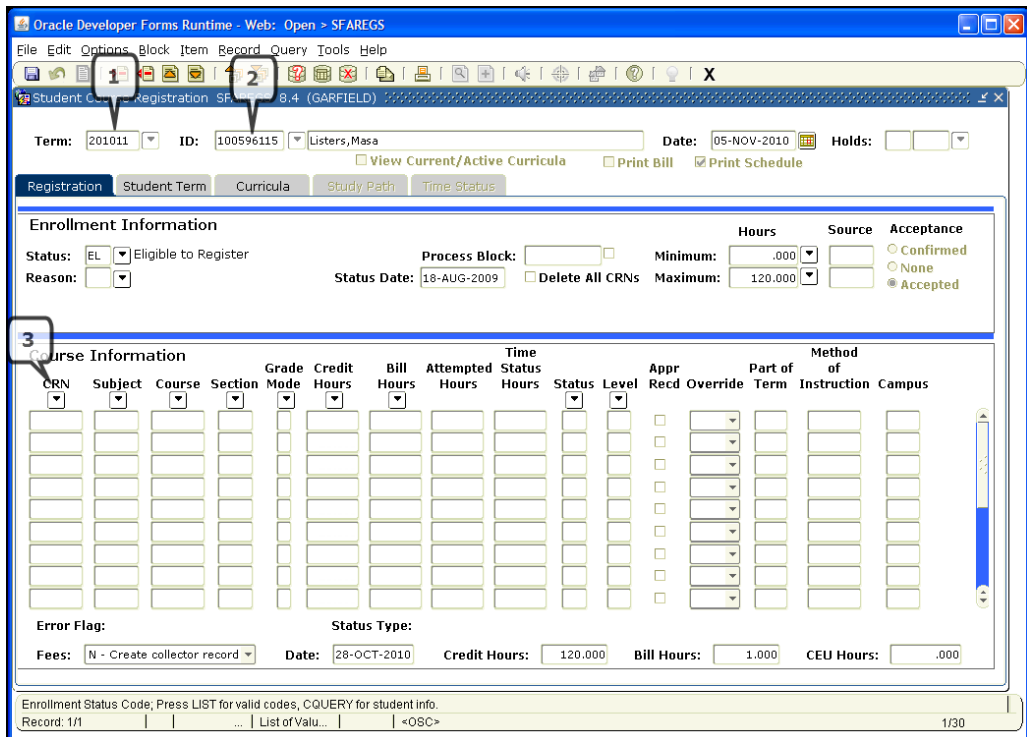 Oracle Developer Forms Runtime - Web: Open > SFAREGS
File Edit Options Block Item Record Query Tools Help
1 2 X
Student Course Registration SFAREGS 8.4 (GARFIELD)
Term: 201011 ID: 100596115 Listers,Masa Date: 05-NOV-2010 Holds:
View Current/Active Curricula Print Bill Print Schedule
Registration Student Term Curricula Study Path Time Status
Enrollment Information Hours Source Acceptance
Status: EL Eligible to Register Process Block: Minimum: .000 Confirmed
None
Reason: Status Date: 18-AUG-2009 Delete All CRNs Maximum: 120.000 Accepted
3
Course Information Time Method
Grade Credit Bill Attempted Status Appr Part of of
CRN Subject Course Section Mode Hours Hours Hours Hours Status Level Recd Override Term Instruction Campus
Error Flag: Status Type:
Fees: N - Create collector record Date: 28-OCT-2010 Credit Hours: 120.000 Bill Hours: 1.000 CEU Hours: .000
Enrollment Status Code; Press LIST for valid codes, CQUERY for student info.
Record: 1/1 ... List of Valu... <OSC> 1/30